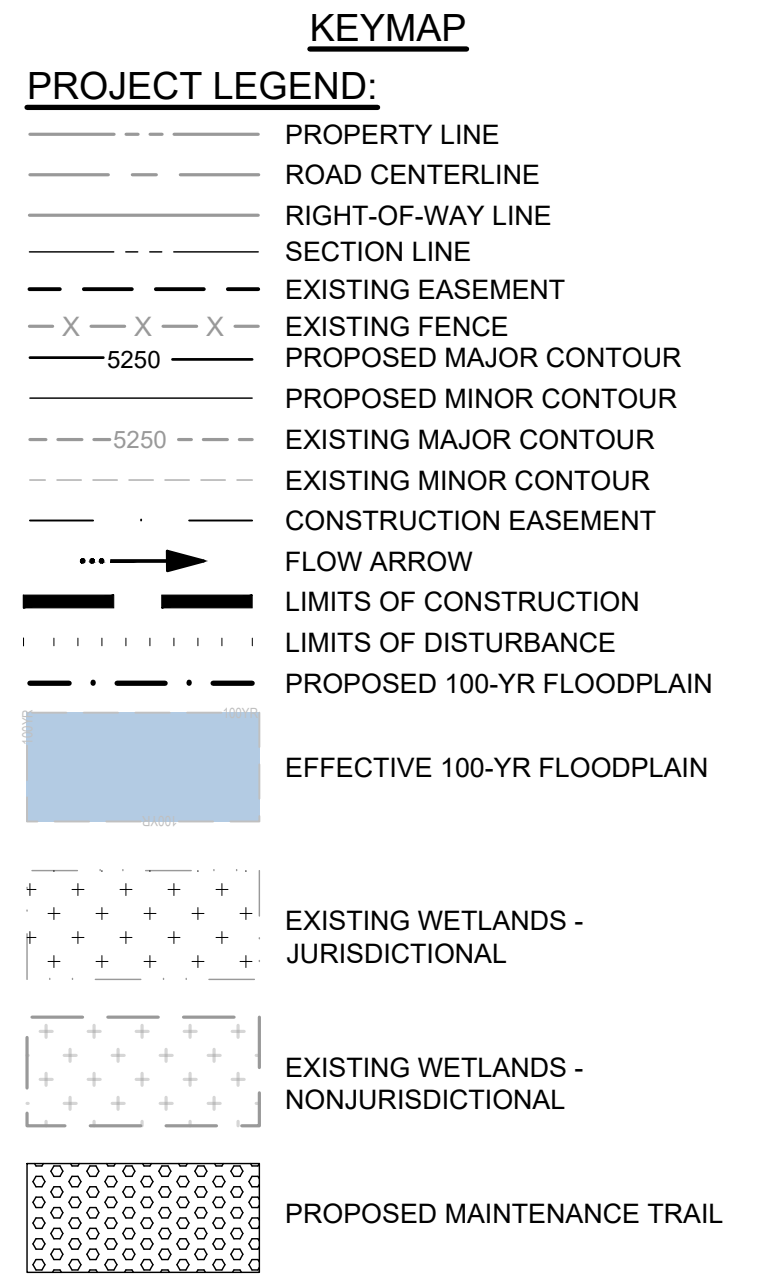 KEYMAP
PROJECT LEGEND:
PROPERTY LINE
ROAD CENTERLINE
RIGHT-OF-WAY LINE
SECTION LINE
EXISTING EASEMENT
X X X EXISTING FENCE
5250 PROPOSED MAJOR CONTOUR
PROPOSED MINOR CONTOUR
5250 EXISTING MAJOR CONTOUR
EXISTING MINOR CONTOUR
CONSTRUCTION EASEMENT
FLOW ARROW
LIMITS OF CONSTRUCTION
LIMITS OF DISTURBANCE
PROPOSED 100-YR FLOODPLAIN
100YR
100YR
100YR
EFFECTIVE 100-YR FLOODPLAIN
EXISTING WETLANDS -
JURISDICTIONAL
EXISTING WETLANDS -
NONJURISDICTIONAL
PROPOSED MAINTENANCE TRAIL